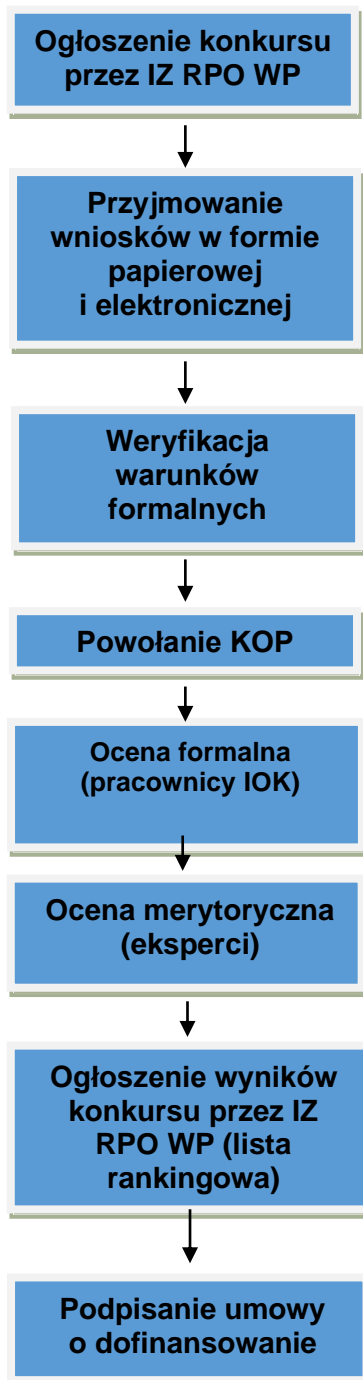 Ogłoszenie konkursu
przez IZ RPO WP
Przyjmowanie
wniosków w formie
papierowej
i elektronicznej
Weryfikacja
warunków
formalnych
Powołanie KOP
Ocena formalna
(pracownicy IOK)
Ocena merytoryczna
(eksperci)
Ogłoszenie wyników
konkursu przez IZ
RPO WP (lista
rankingowa)
Podpisanie umowy
o dofinansowanie